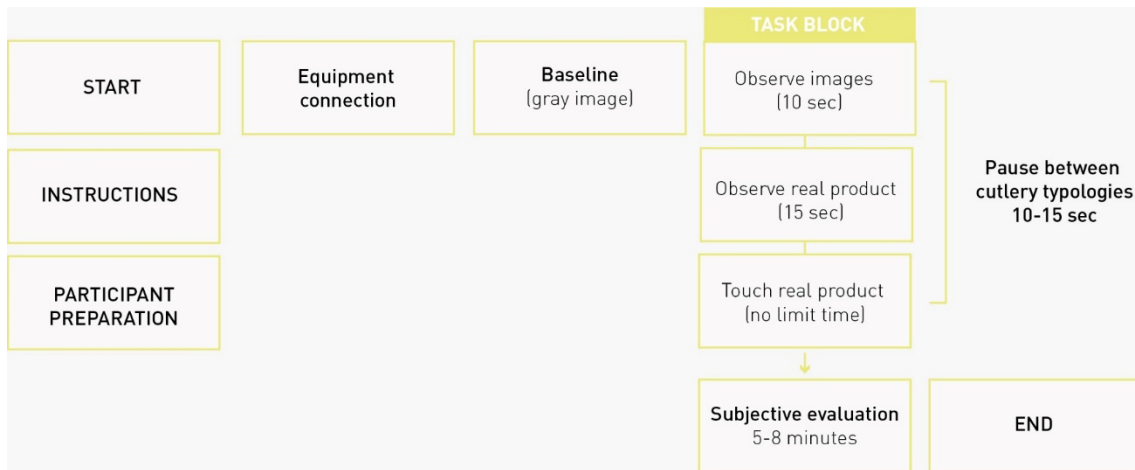 START
INSTRUCTIONS
PARTICIPANT
PREPARATION
Equipment
connection
Baseline
(gray image)
TASK BLOCK
Observe images
(10 sec)
Observe real product
(15 sec)
Touch real product
(no limit time)
Pause between
cutlery typologies
10-15 sec
Subjective evaluation
5-8 minutes
END